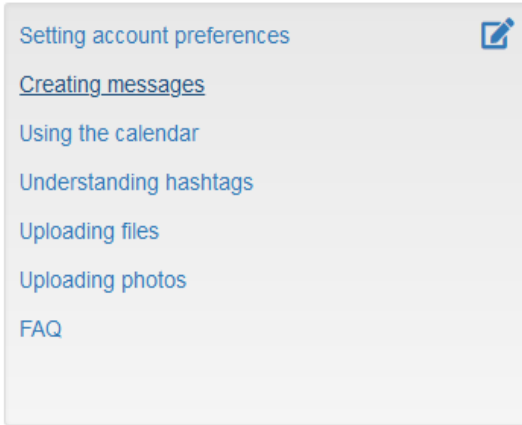 Setting account preferences
Creating messages
Using the calendar
Understanding hashtags
Uploading files
Uploading photos
FAQ